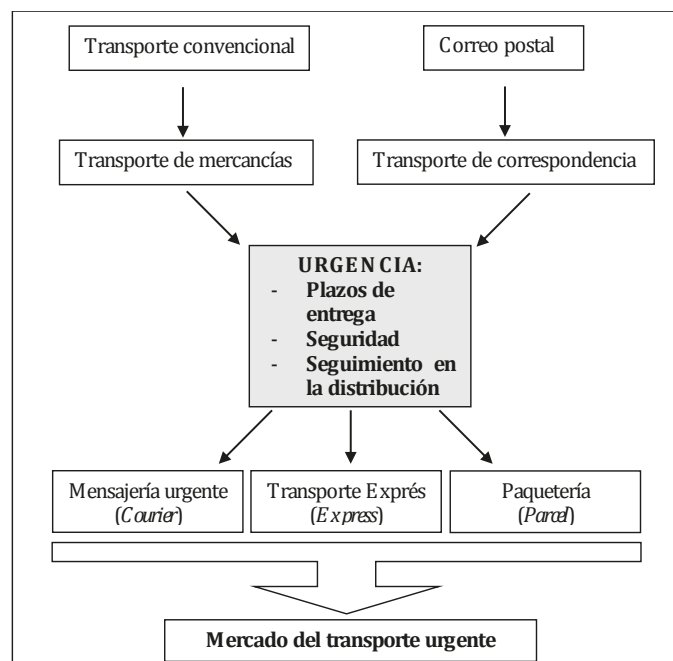 Transporte convencional
Correo postal
Transporte de mercancías
Transporte de correspondencia
URGENCIA:
- Plazos de
entrega
- Seguridad
- Seguimiento en
la distribución
Mensajería urgente
(Courier)
Transporte Exprés
(Express)
Paquetería
(Parcel)
Mercado del transporte urgente